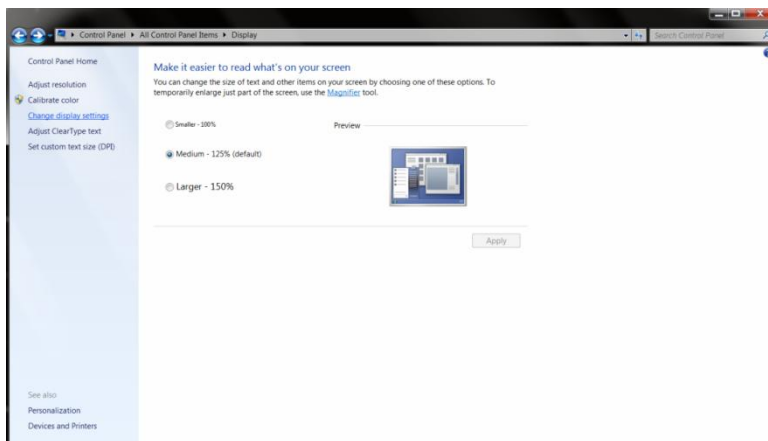 Control Panel All Control Panel Items Display
Search Control Panel
Control Panel Home
Adjust resolution
Calibrate color
Change display settings
Adjust ClearType text
Set custom text size (DPI)
Make it easier to read what's on your screen
You can change the size of text and other items on your screen by choosing one of these options. To
temporarily enlarge just part of the screen, use the Magnifier tool.
Smaller - 100%
Preview
Medium - 125% (default)
Larger - 150%
Apply
See also
Personalization
Devices and Printers